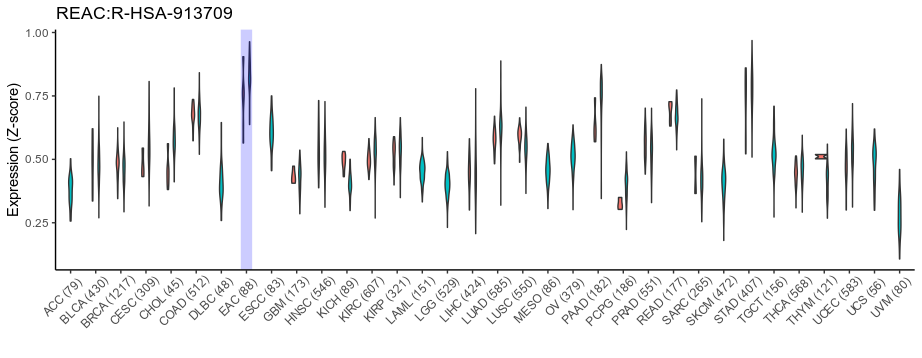 REAC:R-HSA-913709
Expression (Z-score)
1.00
0.75
0.50
0.25
ACC (79)
BLCA (430)
BRCA (1217)
CESC (309)
CHOL (45)
COAD (512)
DLBC (48)
EAC (88)
ESCC (83)
GBM (173)
HNSC (546)
KICH (89)
KIRC (607)
KIRP (321)
LAML (151)
LGG (529)
LIHC (424)
LUAD (585)
LUSC (550)
MESO (86)
OV (379)
PAAD (182)
PCPG (186)
PRAD (551)
READ (177)
SARC (265)
SKCM (472)
STAD (407)
TGCT (156)
THCA (568)
THYM (121)
UCEC (583)
UCS (56)
UVM (80)